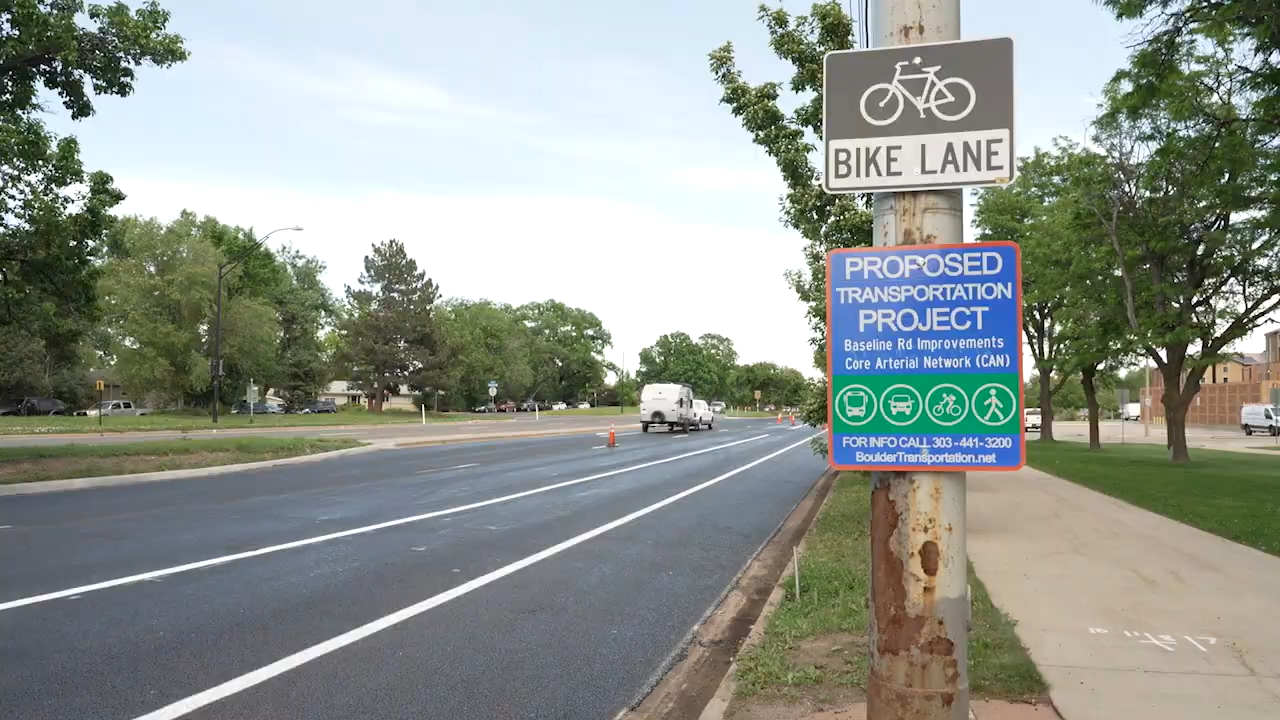 BIKE LANE
PROPOSED
TRANSPORTATION
PROJECT
Baseline Rd Improvements
Core Arterial Network (CAN)
FOR INFO CALL 303-441-3200
BoulderTransportation.net